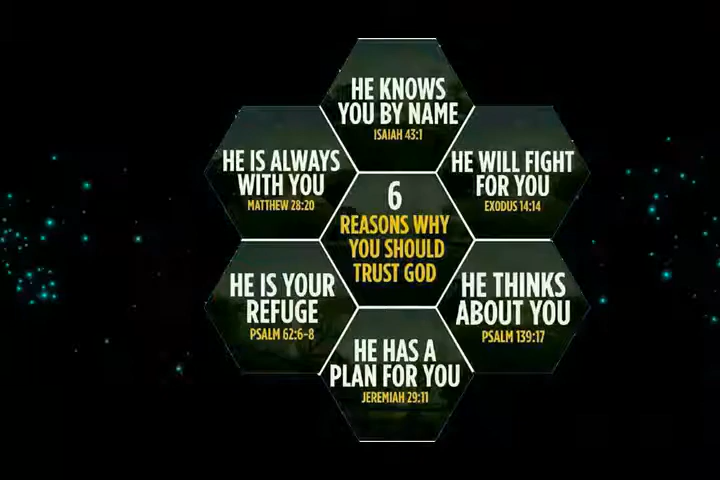 HE KNOWS
YOU BY NAME
ISAIAH 43:1
HE IS ALWAYS
WITH YOU
MATTHEW 28:20
HE WILL FIGHT
FOR YOU
EXODUS 14:14
6
REASONS WHY
YOU SHOULD
TRUST GOD
HE IS YOUR
REFUGE
PSALM 62:6-8
HE THINKS
ABOUT YOU
PSALM 139:17
HE HAS A
PLAN FOR YOU
JEREMIAH 29:11